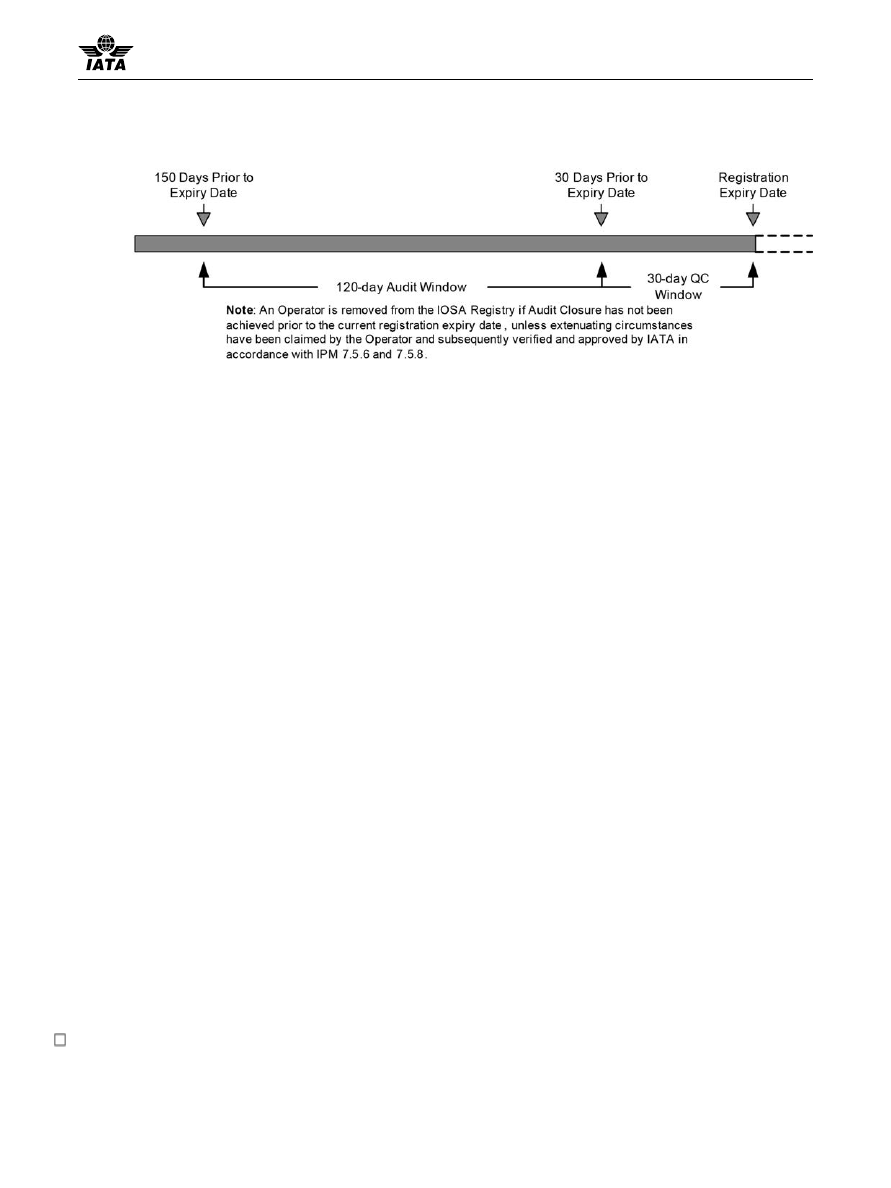 IATA
150 Days Prior to
Expiry Date
30 Days Prior to
Expiry Date
Registration
Expiry Date
120-day Audit Window
30-day QC
Window
Note: An Operator is removed from the IOSA Registry if Audit Closure has not been
achieved prior to the current registration expiry date , unless extenuating circumstances
have been claimed by the Operator and subsequently verified and approved by IATA in
accordance with IPM 7.5.6 and 7.5.8.